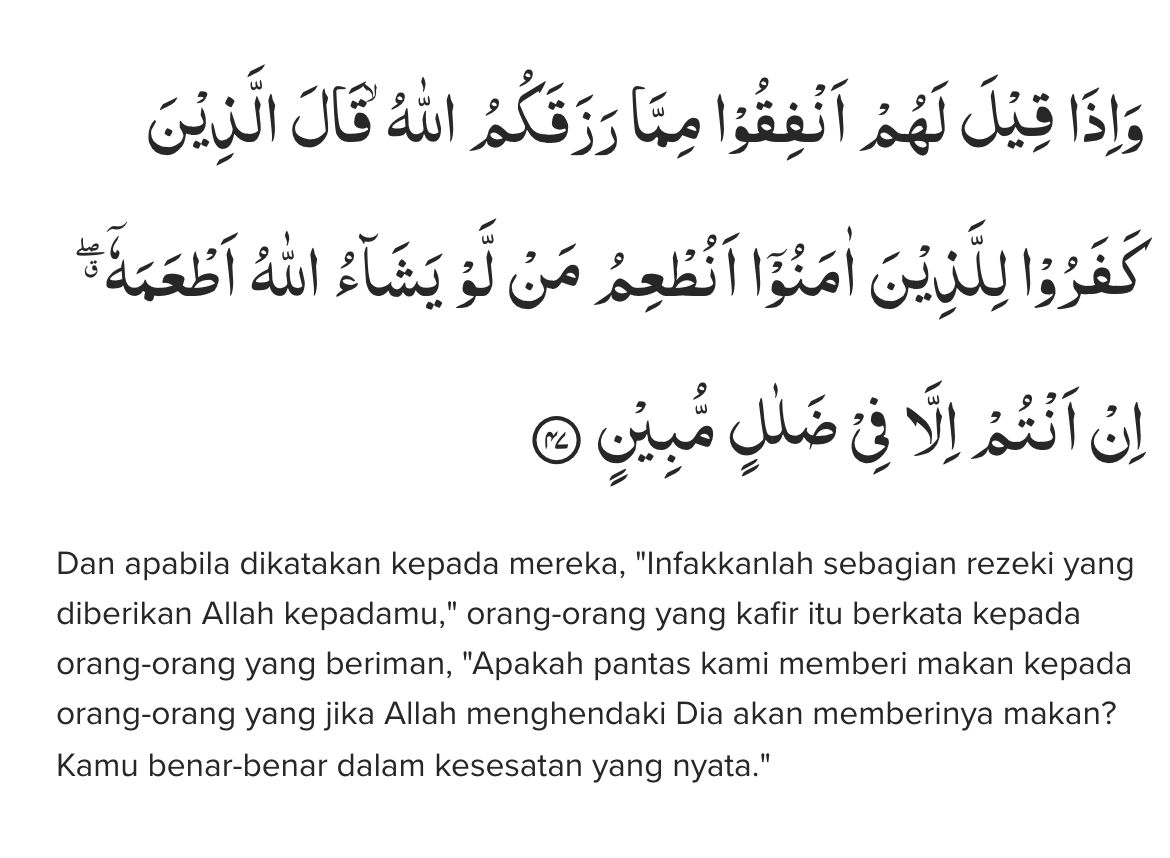 وَاِذَا قِيْلَ لَهُمْ اَنْفِقُوْا مِمَّا رَزَقَكُمُ اللّٰهُ ۙقَالَ الَّذِيْنَ
كَفَرُوْا لِلَّذِيْنَ اٰمَنُوْٓا اَنُطْعِمُ مَنْ لَّوْ يَشَاۤءُ اللّٰهُ اَطْعَمَهٗٓ ۖق
اِنْ اَنْتُمْ اِلَّا فِيْ ضَلٰلٍ مُّبِيْنٍ ۴۷
Dan apabila dikatakan kepada mereka, "Infakkanlah sebagian rezeki yang
diberikan Allah kepadamu," orang-orang yang kafir itu berkata kepada
orang-orang yang beriman, "Apakah pantas kami memberi makan kepada
orang-orang yang jika Allah menghendaki Dia akan memberinya makan?
Kamu benar-benar dalam kesesatan yang nyata."